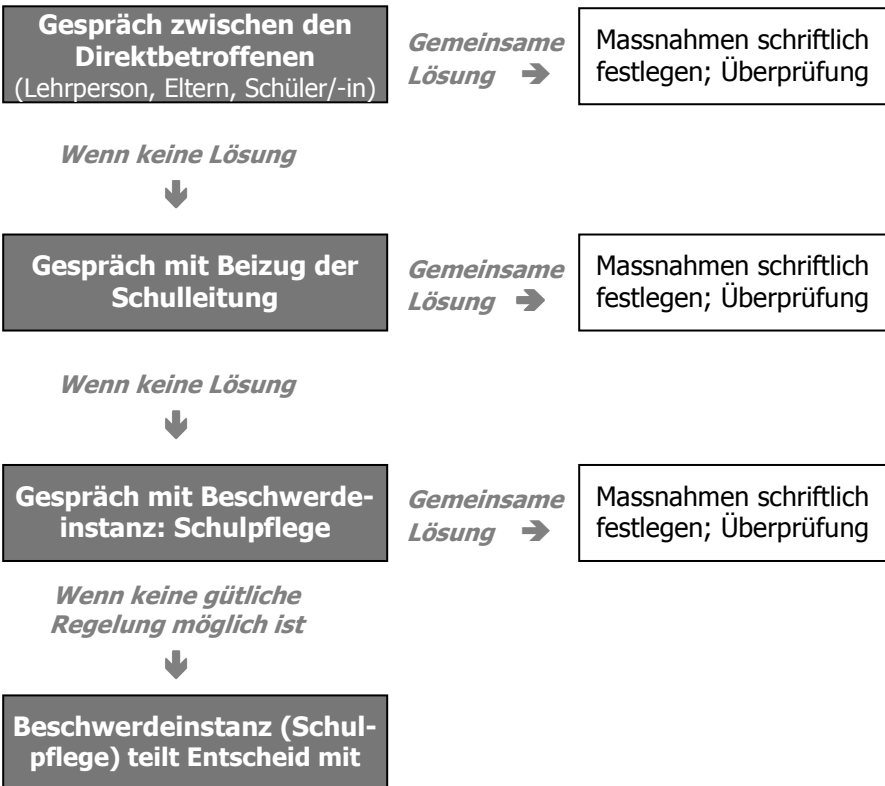 Gespräch zwischen den
Direktbetroffenen
(Lehrperson, Eltern, Schüler/-in)
Gemeinsame
Lösung
Massnahmen schriftlich
festlegen; Überprüfung
Wenn keine Lösung
Gespräch mit Beizug der
Schulleitung
Gemeinsame
Lösung
Massnahmen schriftlich
festlegen; Überprüfung
Wenn keine Lösung
Gespräch mit Beschwerde-
instanz: Schulpflege
Gemeinsame
Lösung
Massnahmen schriftlich
festlegen; Überprüfung
Wenn keine gütliche
Regelung möglich ist
Beschwerdeinstanz (Schul-
pflege) teilt Entscheid mit